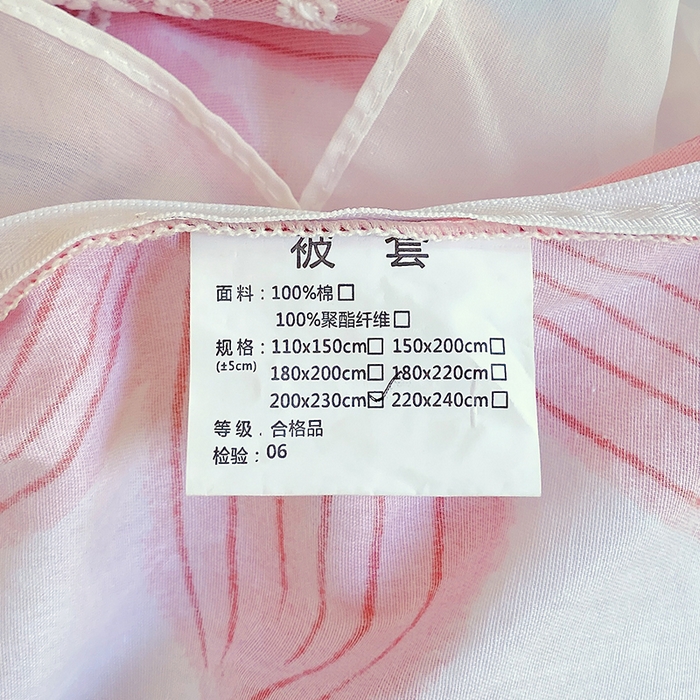 被 套
面料：100%棉□
100%聚酯纤维□
规格：110x150cm□ 150x200cm□
(±5cm) 180x200cm□ 180x220cm□
200x230cm☑ 220x240cm□
等级．合格品
检验：06